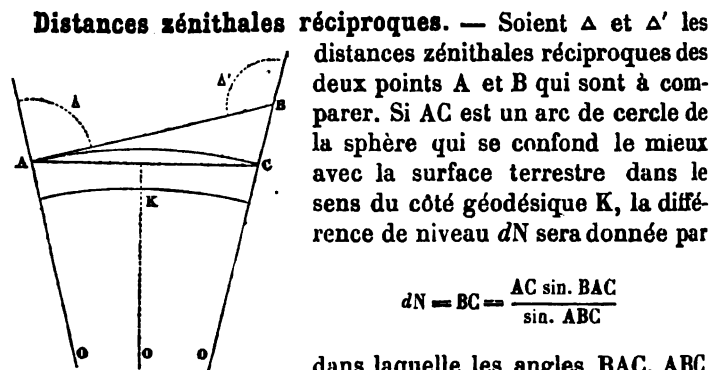 Distances zénithales réciproques. — Soient Δ et Δ′ les
distances zénithales réciproques des
deux points A et B qui sont à com-
parer. Si AC est un arc de cercle de
la sphère qui se confond le mieux
avec la surface terrestre dans le
sens du côté géodésique K, la diffé-
rence de niveau dN sera donnée par
dN = BC = AC sin. BAC
sin. ABC
dans laquelle les angles BAC, ABC
Δ
Δ′
B
A
C
K
O
O
O